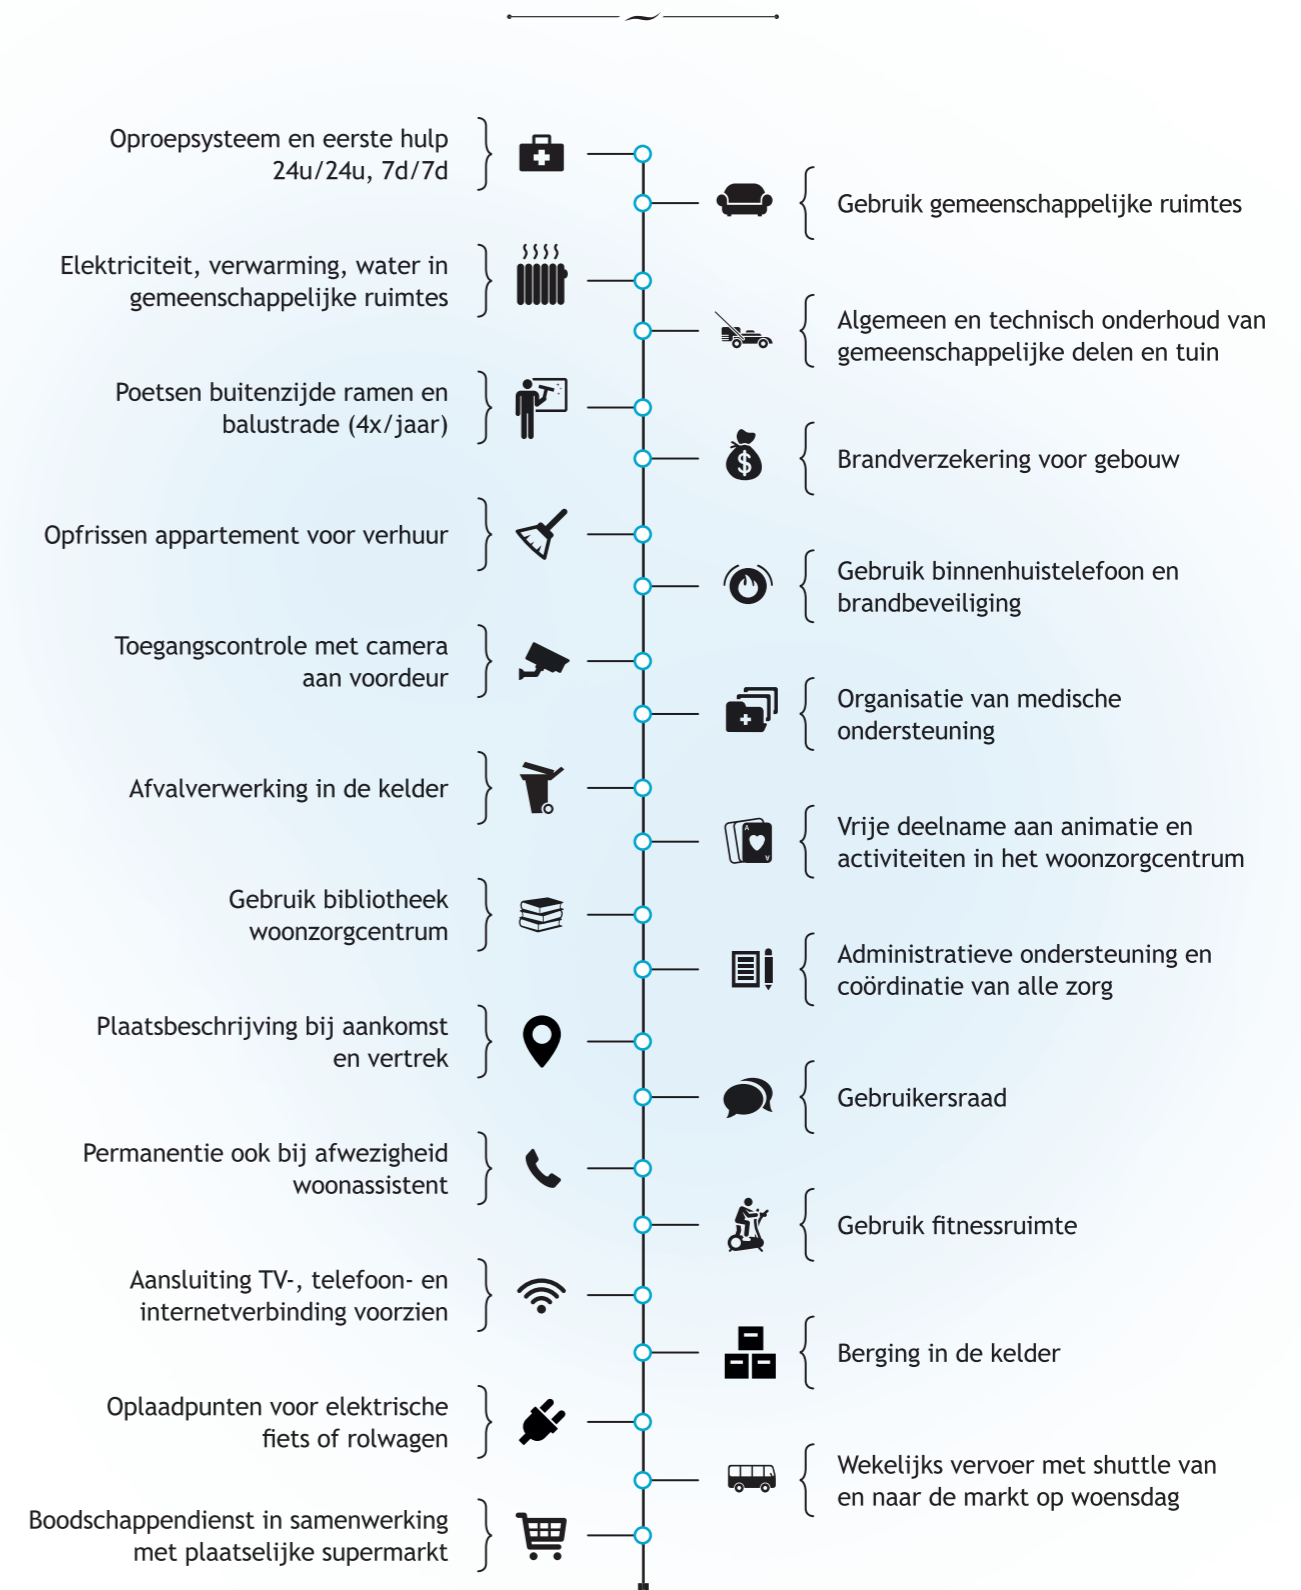 Oproepsysteem en eerste hulp
24u/24u, 7d/7d
Gebruik gemeenschappelijke ruimtes
Elektriciteit, verwarming, water in
gemeenschappelijke ruimtes
Algemeen en technisch onderhoud van
gemeenschappelijke delen en tuin
Poetsen buitenzijde ramen en
balustrade (4x/jaar)
$
Brandverzekering voor gebouw
Opfrissen appartement voor verhuur
Gebruik binnenhuistelefoon en
brandbeveiliging
Toegangscontrole met camera
aan voordeur
Organisatie van medische
ondersteuning
Afvalverwerking in de kelder
A
A
Vrije deelname aan animatie en
activiteiten in het woonzorgcentrum
Gebruik bibliotheek
woonzorgcentrum
Administratieve ondersteuning en
coördinatie van alle zorg
Plaatsbeschrijving bij aankomst
en vertrek
Gebruikersraad
Permanentie ook bij afwezigheid
woonassistent
Gebruik fitnessruimte
Aansluiting TV-, telefoon- en
internetverbinding voorzien
Berging in de kelder
Oplaadpunten voor elektrische
fiets of rolwagen
Wekelijks vervoer met shuttle van
en naar de markt op woensdag
Boodschappendienst in samenwerking
met plaatselijke supermarkt